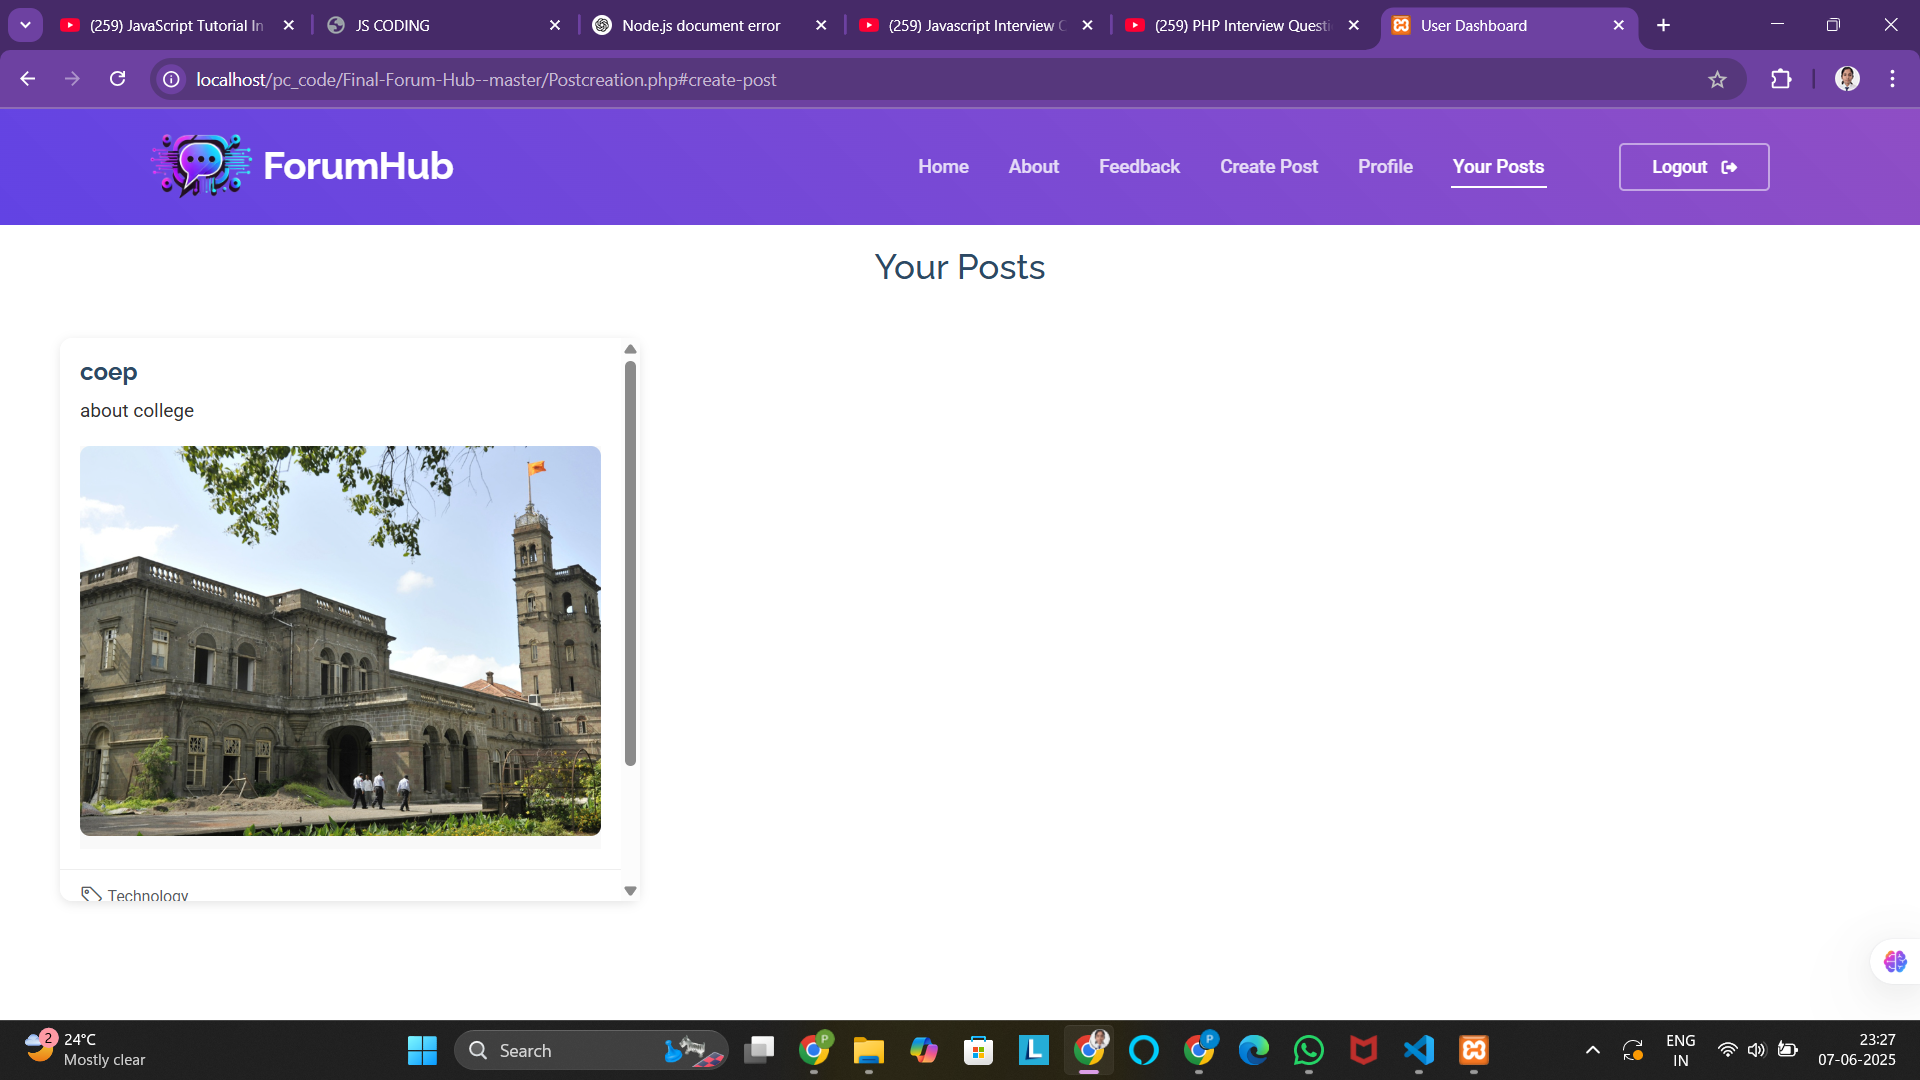 (259) JavaScript Tutorial In
JS CODING
Node.js document error
(259) Javascript Interview C
(259) PHP Interview Questi
User Dashboard
localhost/pc_code/Final-Forum-Hub--master/Postcreation.php#create-post
ForumHub
Home
About
Feedback
Create Post
Profile
Your Posts
Logout
Your Posts
coep
about college
Technology
2
24°C
Mostly clear
Search
P
L
P
ENG
IN
23:27
07-06-2025